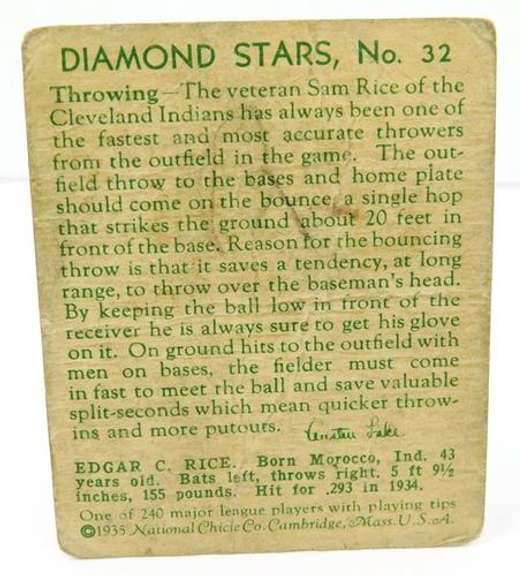 DIAMOND STARS, No. 32
Throwing—The veteran Sam Rice of the
Cleveland Indians has always been one of
the fastest and most accurate throwers
from the outfield in the game. The out-
field throw to the bases and home plate
should come on the bounce, a single hop
that strikes the ground about 20 feet in
front of the base. Reason for the bouncing
throw is that it saves a tendency, at long
range, to throw over the baseman's head.
By keeping the ball low in front of the
receiver he is always sure to get his glove
on it. On ground hits to the outfield with
men on bases, the fielder must come
in fast to meet the ball and save valuable
split-seconds which mean quicker throw-
ins and more putouts. Austen Lake
EDGAR C. RICE. Born Morocco, Ind. 43
years old. Bats left, throws right. 5 ft 9½
inches, 155 pounds. Hit for .293 in 1934.
One of 240 major league players with playing tips
©1935 National Chicle Co. Cambridge, Mass. U.S.A.